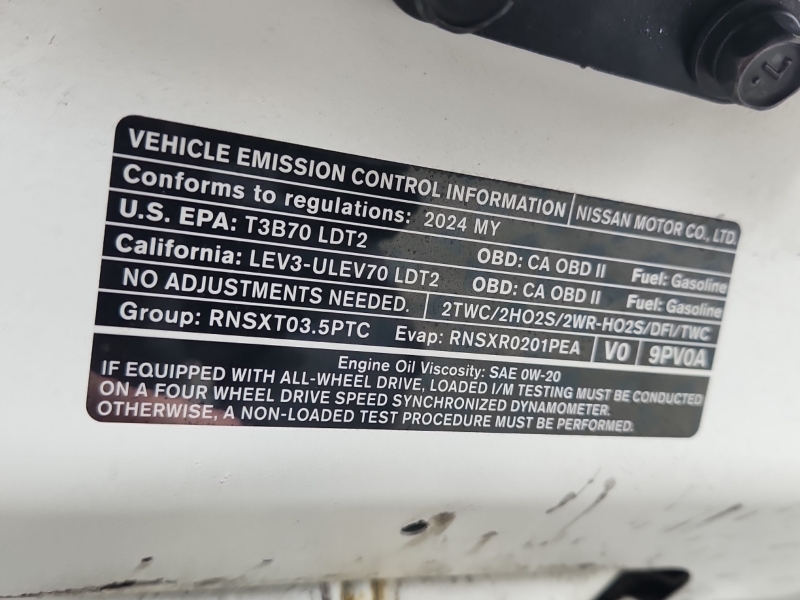 VEHICLE EMISSION CONTROL INFORMATION NISSAN MOTOR CO., LTD.
Conforms to regulations: 2024 MY
U.S. EPA: T3B70 LDT2 OBD: CA OBD II Fuel: Gasoline
California: LEV3-ULEV70 LDT2 OBD: CA OBD II Fuel: Gasoline
NO ADJUSTMENTS NEEDED. 2TWC/2HO2S/2WR-HO2S/DFI/TWC
Group: RNSXT03.5PTC Evap: RNSXR0201PEA V0 9PV0A
Engine Oil Viscosity: SAE 0W-20
IF EQUIPPED WITH ALL-WHEEL DRIVE, LOADED I/M TESTING MUST BE CONDUCTED
ON A FOUR WHEEL DRIVE SPEED SYNCHRONIZED DYNAMOMETER.
OTHERWISE, A NON-LOADED TEST PROCEDURE MUST BE PERFORMED.